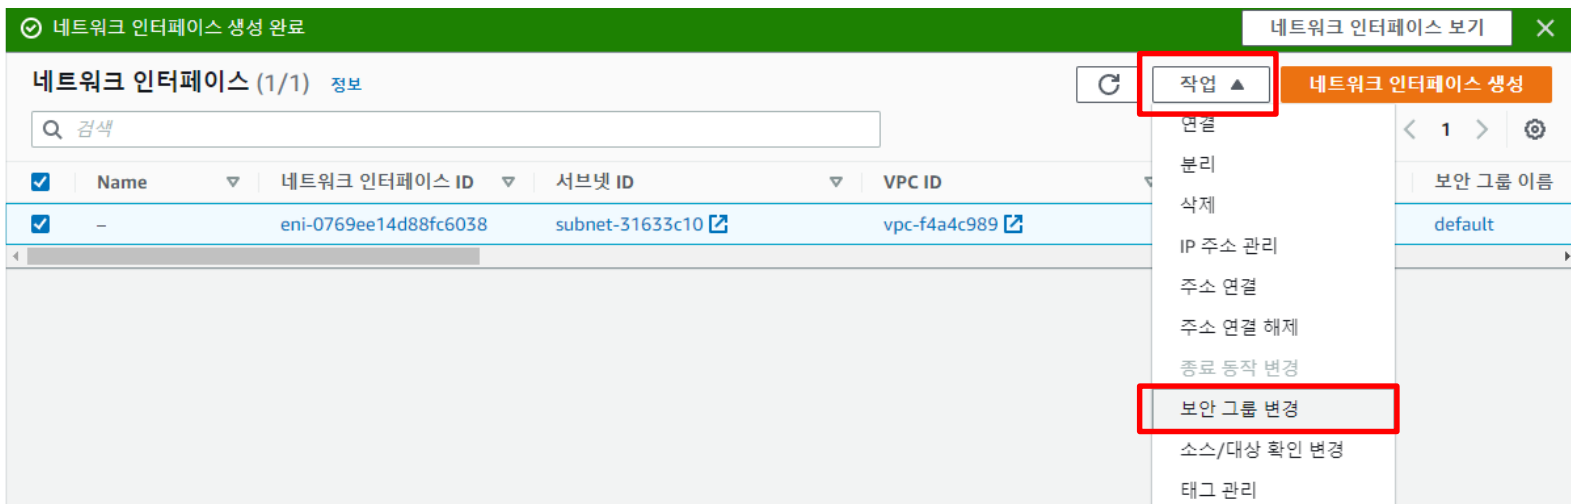 네트워크 인터페이스 생성 완료
네트워크 인터페이스 보기
네트워크 인터페이스 (1/1) 정보
작업
네트워크 인터페이스 생성
검색
1
Name
네트워크 인터페이스 ID
서브넷 ID
VPC ID
보안 그룹 이름
–
eni-0769ee14d88fc6038
subnet-31633c10
vpc-f4a4c989
default
연결
분리
삭제
IP 주소 관리
주소 연결
주소 연결 해제
종료 동작 변경
보안 그룹 변경
소스/대상 확인 변경
태그 관리